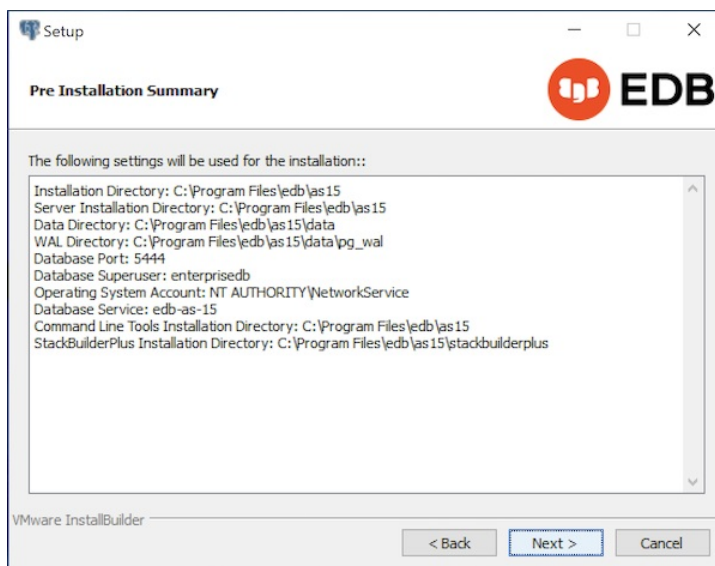 Setup
Pre Installation Summary
EDB
The following settings will be used for the installation::
Installation Directory: C:\Program Files\edb\as15
Server Installation Directory: C:\Program Files\edb\as15
Data Directory: C:\Program Files\edb\as15\data
WAL Directory: C:\Program Files\edb\as15\data\pg_wal
Database Port: 5444
Database Superuser: enterprisedb
Operating System Account: NT AUTHORITY\NetworkService
Database Service: edb-as-15
Command Line Tools Installation Directory: C:\Program Files\edb\as15
StackBuilderPlus Installation Directory: C:\Program Files\edb\as15\stackbuilderplus
VMware InstallBuilder
< Back
Next >
Cancel